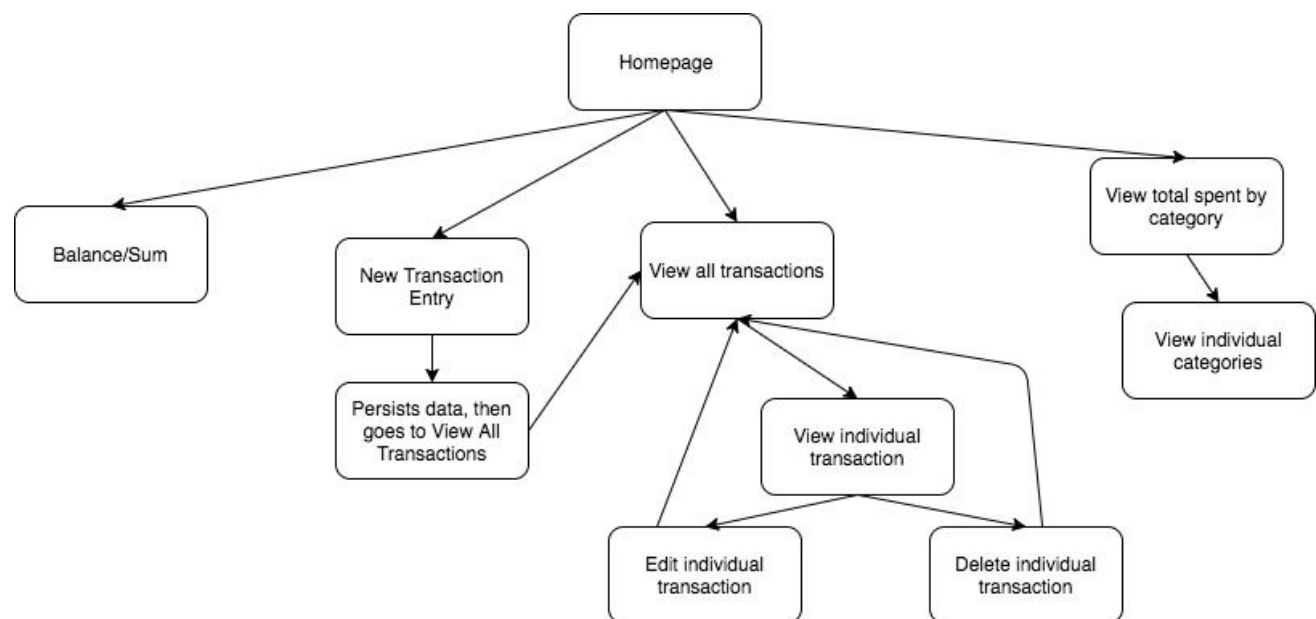 Homepage
Balance/Sum
New Transaction
Entry
View all transactions
View total spent by
category
View individual
categories
Persists data, then
goes to View All
Transactions
View individual
transaction
Edit individual
transaction
Delete individual
transaction